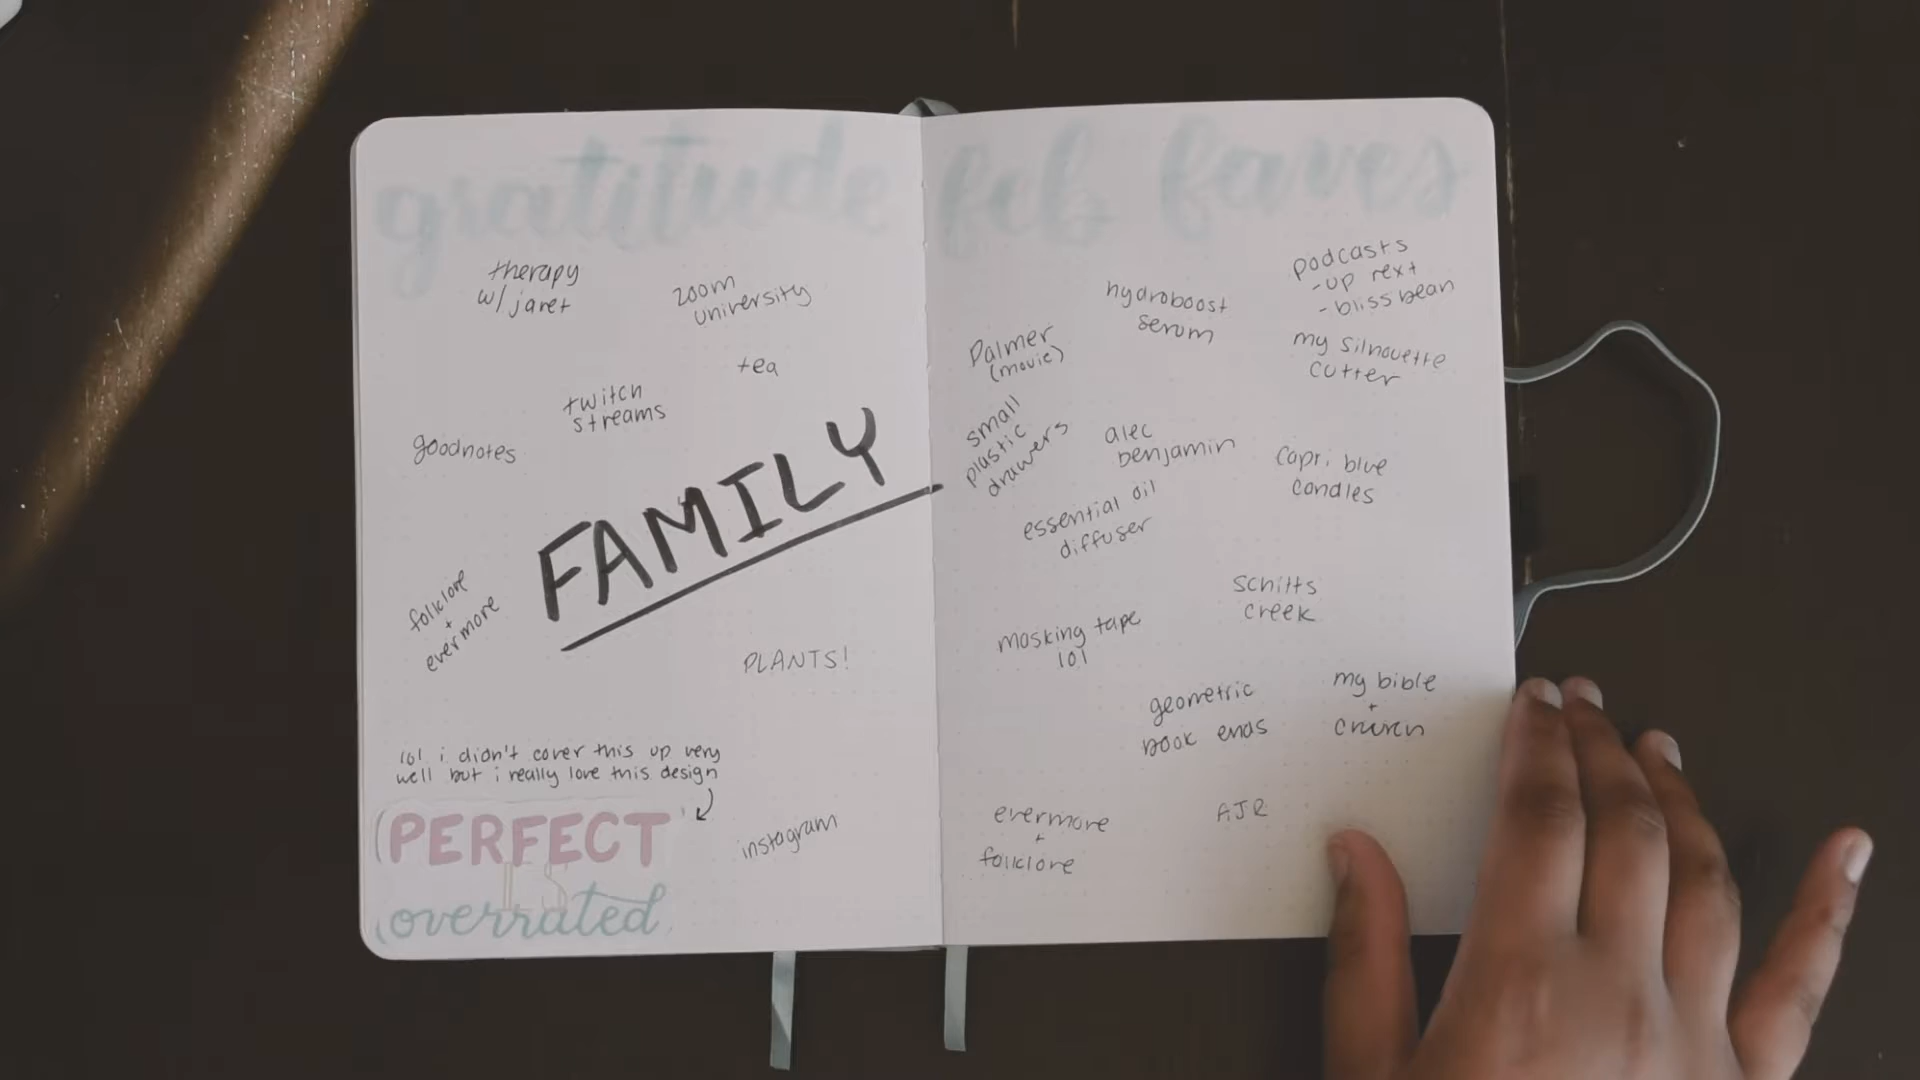 gratitude
therapy
w/ jaret
zoom
university
tea
twitch
streams
goodnotes
FAMILY
folklore
+
evermore
PLANTS!
lol i didn't cover this up very
well but i really love this design
PERFECT
IS
overrated
instagram
feb faves
podcasts
-up next
-bliss bean
hydroboost
serum
Palmer
(movie)
my silhouette
cutter
small
plastic
drawers
alec
benjamin
capri blue
candles
essential oil
diffuser
schitts
creek
masking tape
lol
geometric
book ends
my bible
+
church
evermore
+
folklore
AJR